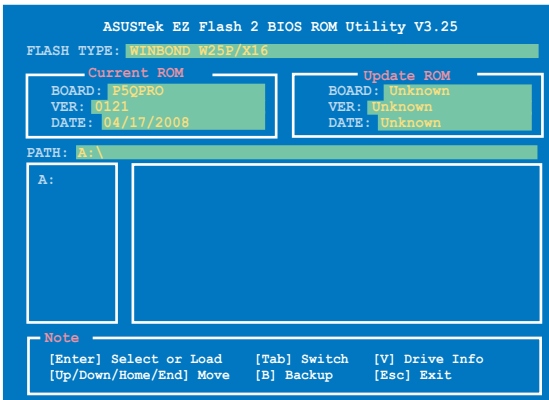 ASUSTek EZ Flash 2 BIOS ROM Utility V3.25
FLASH TYPE: WINBOND W25P/X16
Current ROM
BOARD: P5QPRO
VER: 0121
DATE: 04/17/2008
Update ROM
BOARD: Unknown
VER: Unknown
DATE: Unknown
PATH: A:\
A:
Note
[Enter] Select or Load [Tab] Switch [V] Drive Info
[Up/Down/Home/End] Move [B] Backup [Esc] Exit